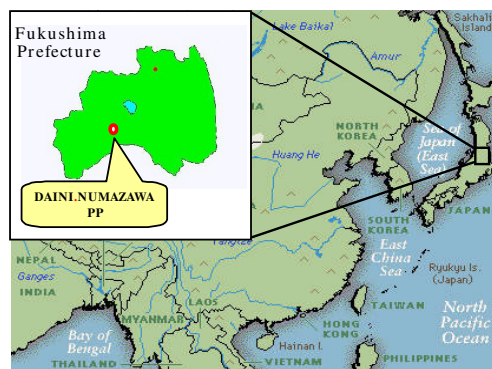 Fukushima
Prefecture
DAINI.NUMAZAWA
PP
Lake Baikal
Sakhali
Island
Amur
NORTH
KOREA
Sea of
Japan
(East
Sea)
Huang He
JAPAN
SOUTH
KOREA
Yangtze
East
China
Sea
Ryukyu Is.
(Japan)
NEPAL
Ganges
INDIA
TAIWAN
North
Pacific
Ocean
LAOS
MYANMAR
HONG
KONG
Bay of
Bengal
Hainan I.
THAILAND
VIETNAM
PHILIPPINES